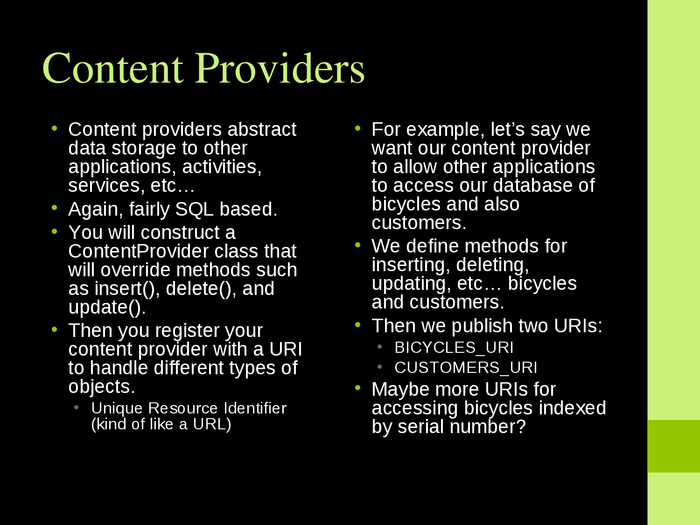 Content Providers
• Content providers abstract
data storage to other
applications, activities,
services, etc…
• Again, fairly SQL based.
• You will construct a
ContentProvider class that
will override methods such
as insert(), delete(), and
update().
• Then you register your
content provider with a URI
to handle different types of
objects.
• Unique Resource Identifier
(kind of like a URL)
• For example, let’s say we
want our content provider
to allow other applications
to access our database of
bicycles and also
customers.
• We define methods for
inserting, deleting,
updating, etc… bicycles
and customers.
• Then we publish two URIs:
• BICYCLES_URI
• CUSTOMERS_URI
• Maybe more URIs for
accessing bicycles indexed
by serial number?